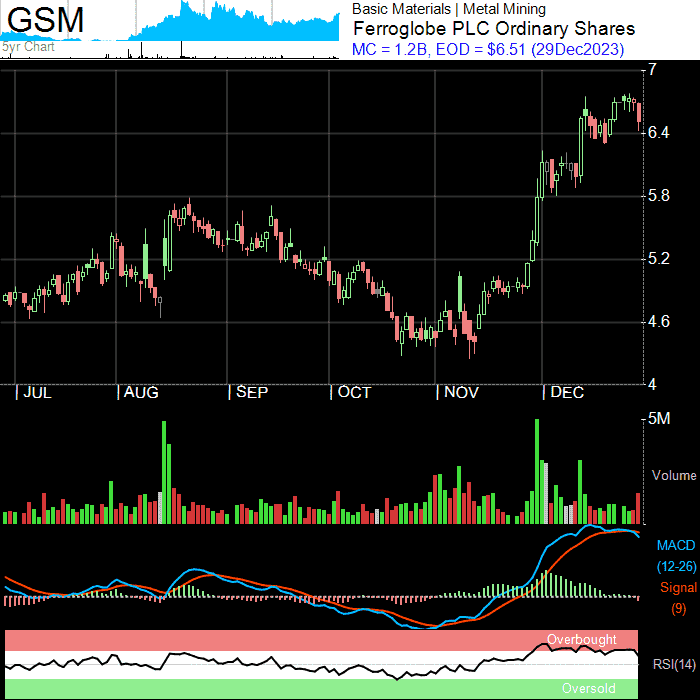 GSM
5yr Chart
Basic Materials | Metal Mining
Ferroglobe PLC Ordinary Shares
MC = 1.2B, EOD = $6.51 (29Dec2023)
7
6.4
5.8
5.2
4.6
4
JUL AUG SEP OCT NOV DEC
5M
Volume
MACD
(12-26)
Signal
(9)
Overbought
RSI(14)
Oversold